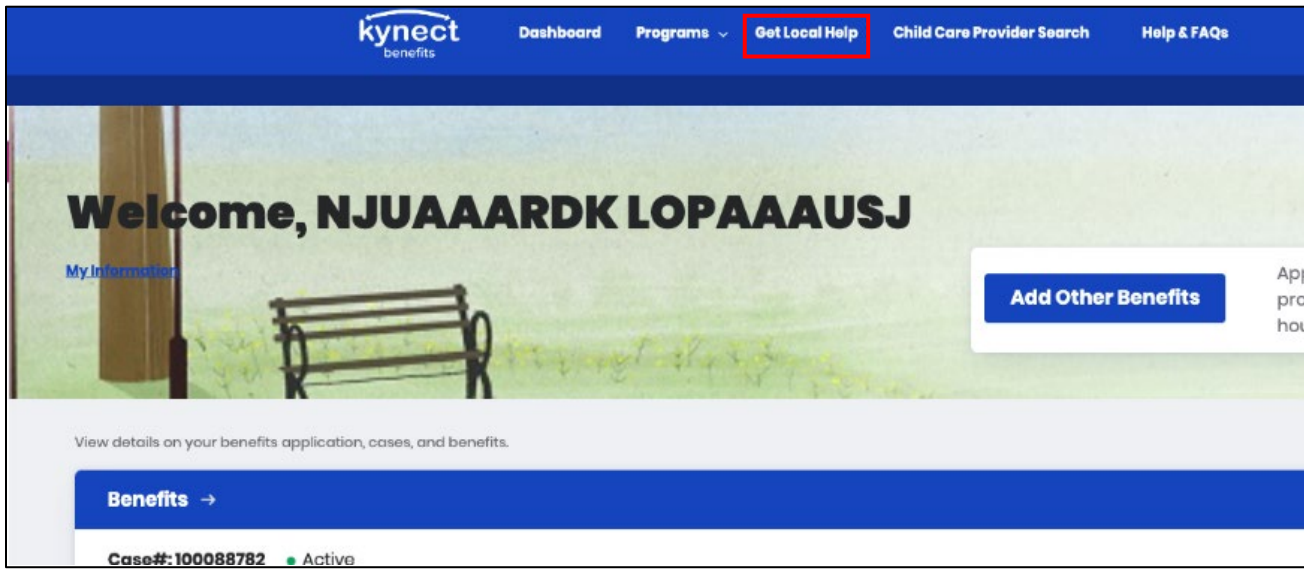 kynect
benefits
Dashboard Programs Get Local Help Child Care Provider Search Help & FAQs
Welcome, NJUAAARDK LOPAAAUSJ
My Information
Add Other Benefits
View details on your benefits application, cases, and benefits.
Benefits →
Case#: 100088782 ● Active